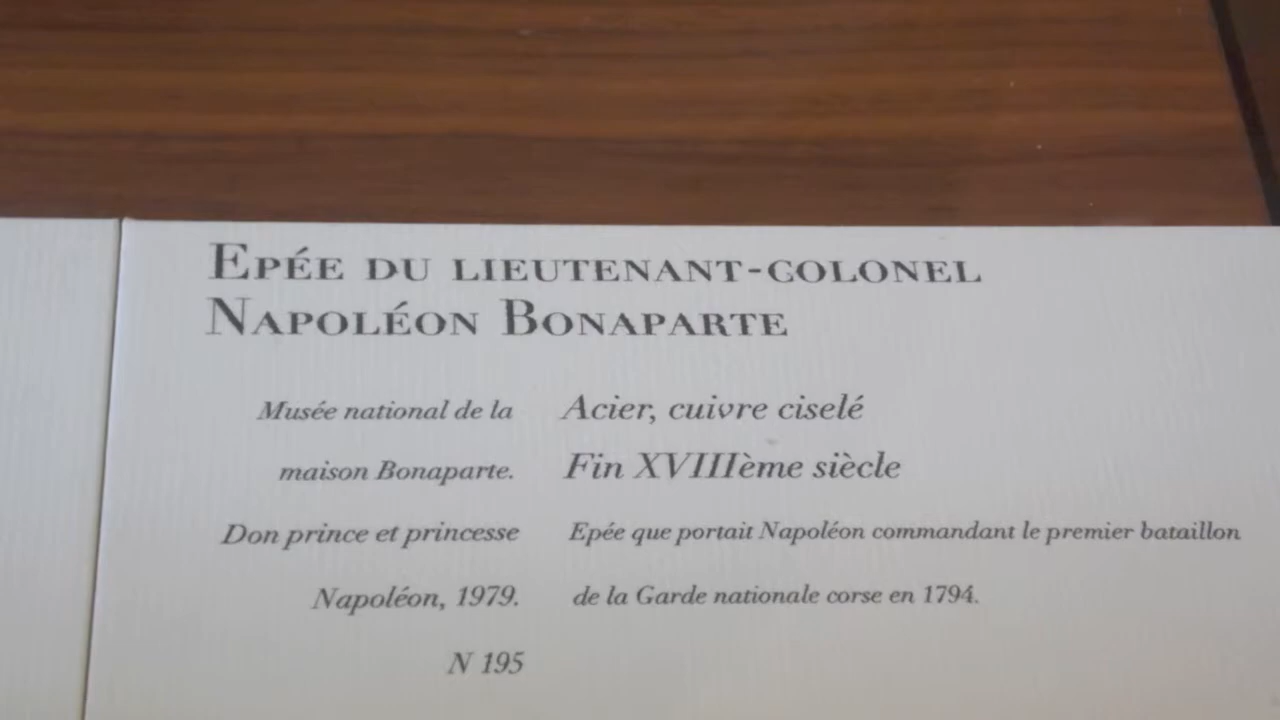 Epée du lieutenant-colonel
Napoléon Bonaparte
Musée national de la
maison Bonaparte.
Don prince et princesse
Napoléon, 1979.
N 195
Acier, cuivre ciselé
Fin XVIIIème siècle
Epée que portait Napoléon commandant le premier bataillon
de la Garde nationale corse en 1794.